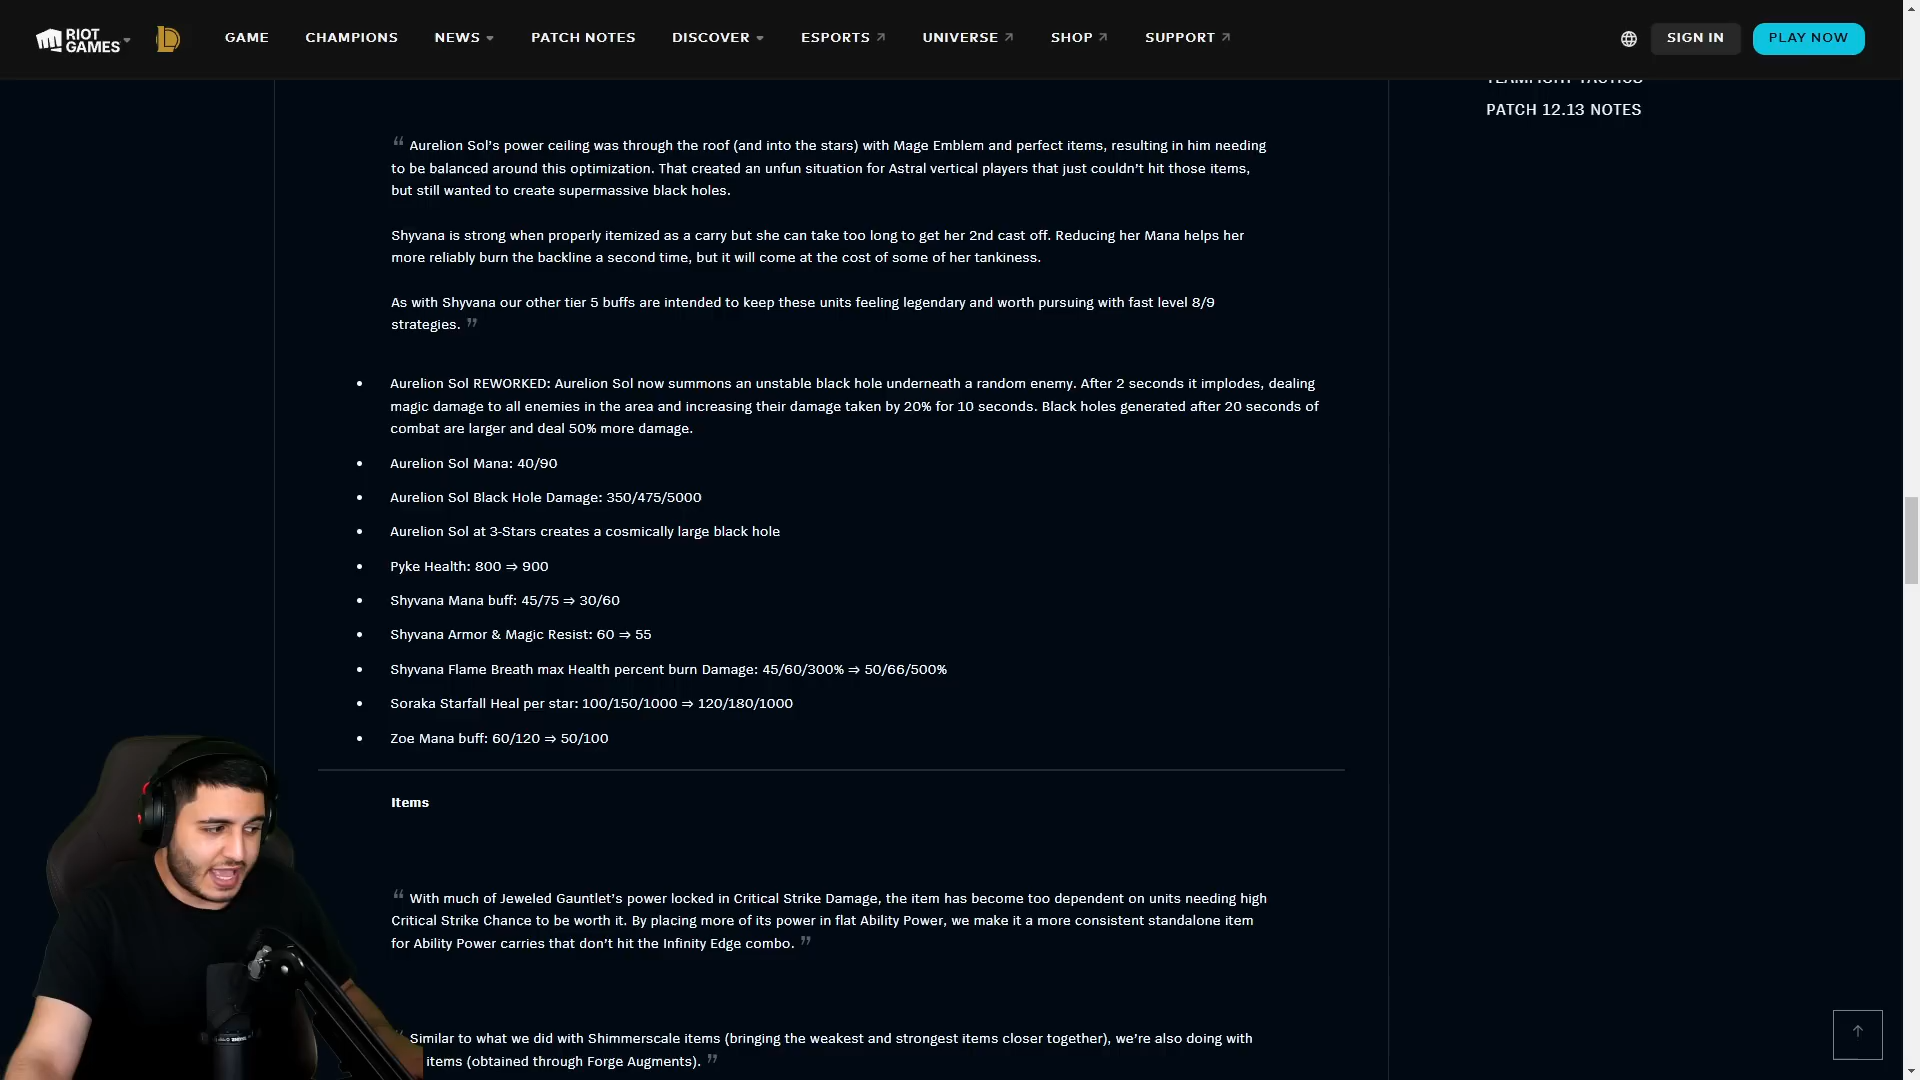 RIOT GAMES
GAME
CHAMPIONS
NEWS
PATCH NOTES
DISCOVER
ESPORTS
UNIVERSE
SHOP
SUPPORT
SIGN IN
PLAY NOW
TEAMFIGHT TACTICS
PATCH 12.13 NOTES
“ Aurelion Sol’s power ceiling was through the roof (and into the stars) with Mage Emblem and perfect items, resulting in him needing
to be balanced around this optimization. That created an unfun situation for Astral vertical players that just couldn’t hit those items,
but still wanted to create supermassive black holes.
Shyvana is strong when properly itemized as a carry but she can take too long to get her 2nd cast off. Reducing her Mana helps her
more reliably burn the backline a second time, but it will come at the cost of some of her tankiness.
As with Shyvana our other tier 5 buffs are intended to keep these units feeling legendary and worth pursuing with fast level 8/9
strategies. ”
• Aurelion Sol REWORKED: Aurelion Sol now summons an unstable black hole underneath a random enemy. After 2 seconds it implodes, dealing
magic damage to all enemies in the area and increasing their damage taken by 20% for 10 seconds. Black holes generated after 20 seconds of
combat are larger and deal 50% more damage.
• Aurelion Sol Mana: 40/90
• Aurelion Sol Black Hole Damage: 350/475/5000
• Aurelion Sol at 3-Stars creates a cosmically large black hole
• Pyke Health: 800 ⇒ 900
• Shyvana Mana buff: 45/75 ⇒ 30/60
• Shyvana Armor & Magic Resist: 60 ⇒ 55
• Shyvana Flame Breath max Health percent burn Damage: 45/60/300% ⇒ 50/66/500%
• Soraka Starfall Heal per star: 100/150/1000 ⇒ 120/180/1000
• Zoe Mana buff: 60/120 ⇒ 50/100
Items
“ With much of Jeweled Gauntlet’s power locked in Critical Strike Damage, the item has become too dependent on units needing high
Critical Strike Chance to be worth it. By placing more of its power in flat Ability Power, we make it a more consistent standalone item
for Ability Power carries that don’t hit the Infinity Edge combo. ”
Similar to what we did with Shimmerscale items (bringing the weakest and strongest items closer together), we’re also doing with
items (obtained through Forge Augments). ”